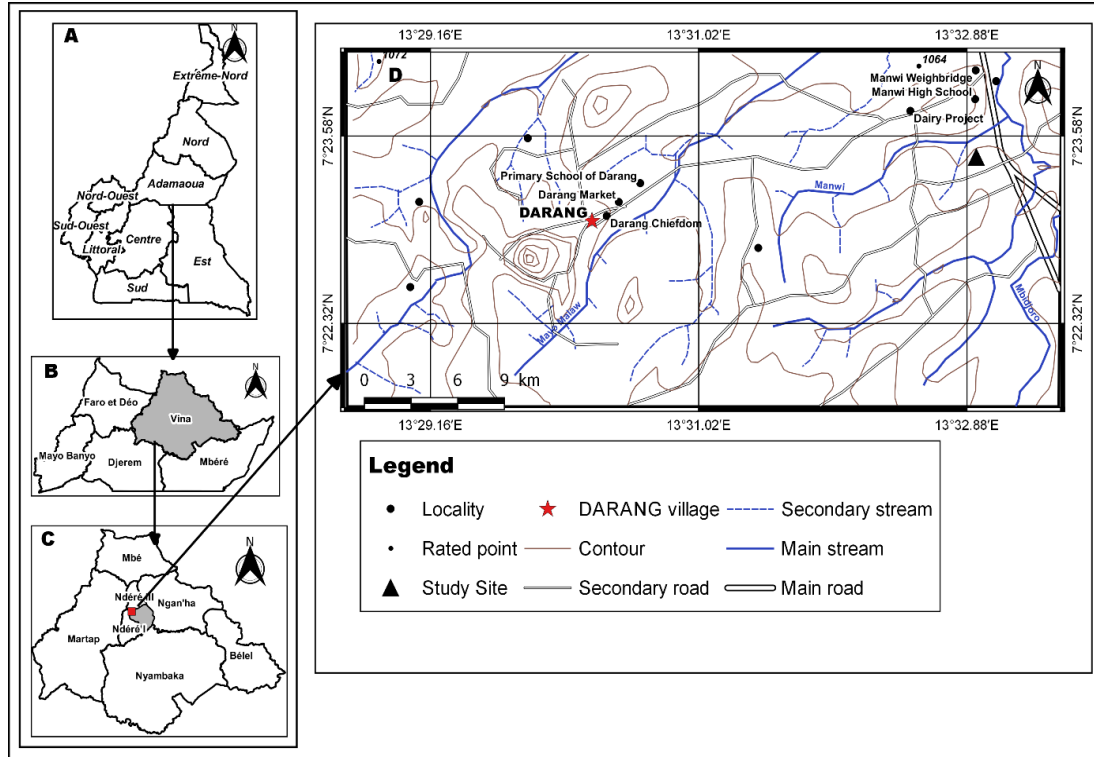 A
N
Extrême-Nord
Nord
Adamaoua
Nord-Ouest
Sud-Ouest
Centre
Littoral
Est
Sud
B
N
Faro et Déo
Vina
Mayo Banyo
Djerem
Mbéré
C
N
Mbé
Ndéré III
Ngan'ha
Ndéré I
Martap
Bélel
Nyambaka
13°29.16'E 13°31.02'E 13°32.88'E
1072
D
1064
N
Manwi Weighbridge
Manwi High School
Dairy Project
7°23.58'N 7°23.58'N
Primary School of Darang
Manwi
Darang Market
DARANG
Darang Chiefdom
Mayo Malaw
Mbidjoro
7°22.32'N 7°22.32'N
0 3 6 9 km
13°29.16'E 13°31.02'E 13°32.88'E
Legend
Locality DARANG village Secondary stream
Rated point Contour Main stream
Study Site Secondary road Main road